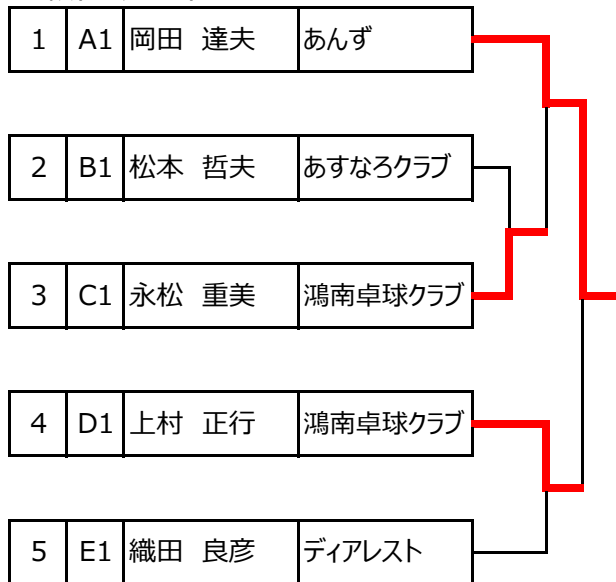 1 A1 岡田 達夫 あんず
2 B1 松本 哲夫 あすなろクラブ
3 C1 永松 重美 鴻南卓球クラブ
4 D1 上村 正行 鴻南卓球クラブ
5 E1 織田 良彦 ディアレスト